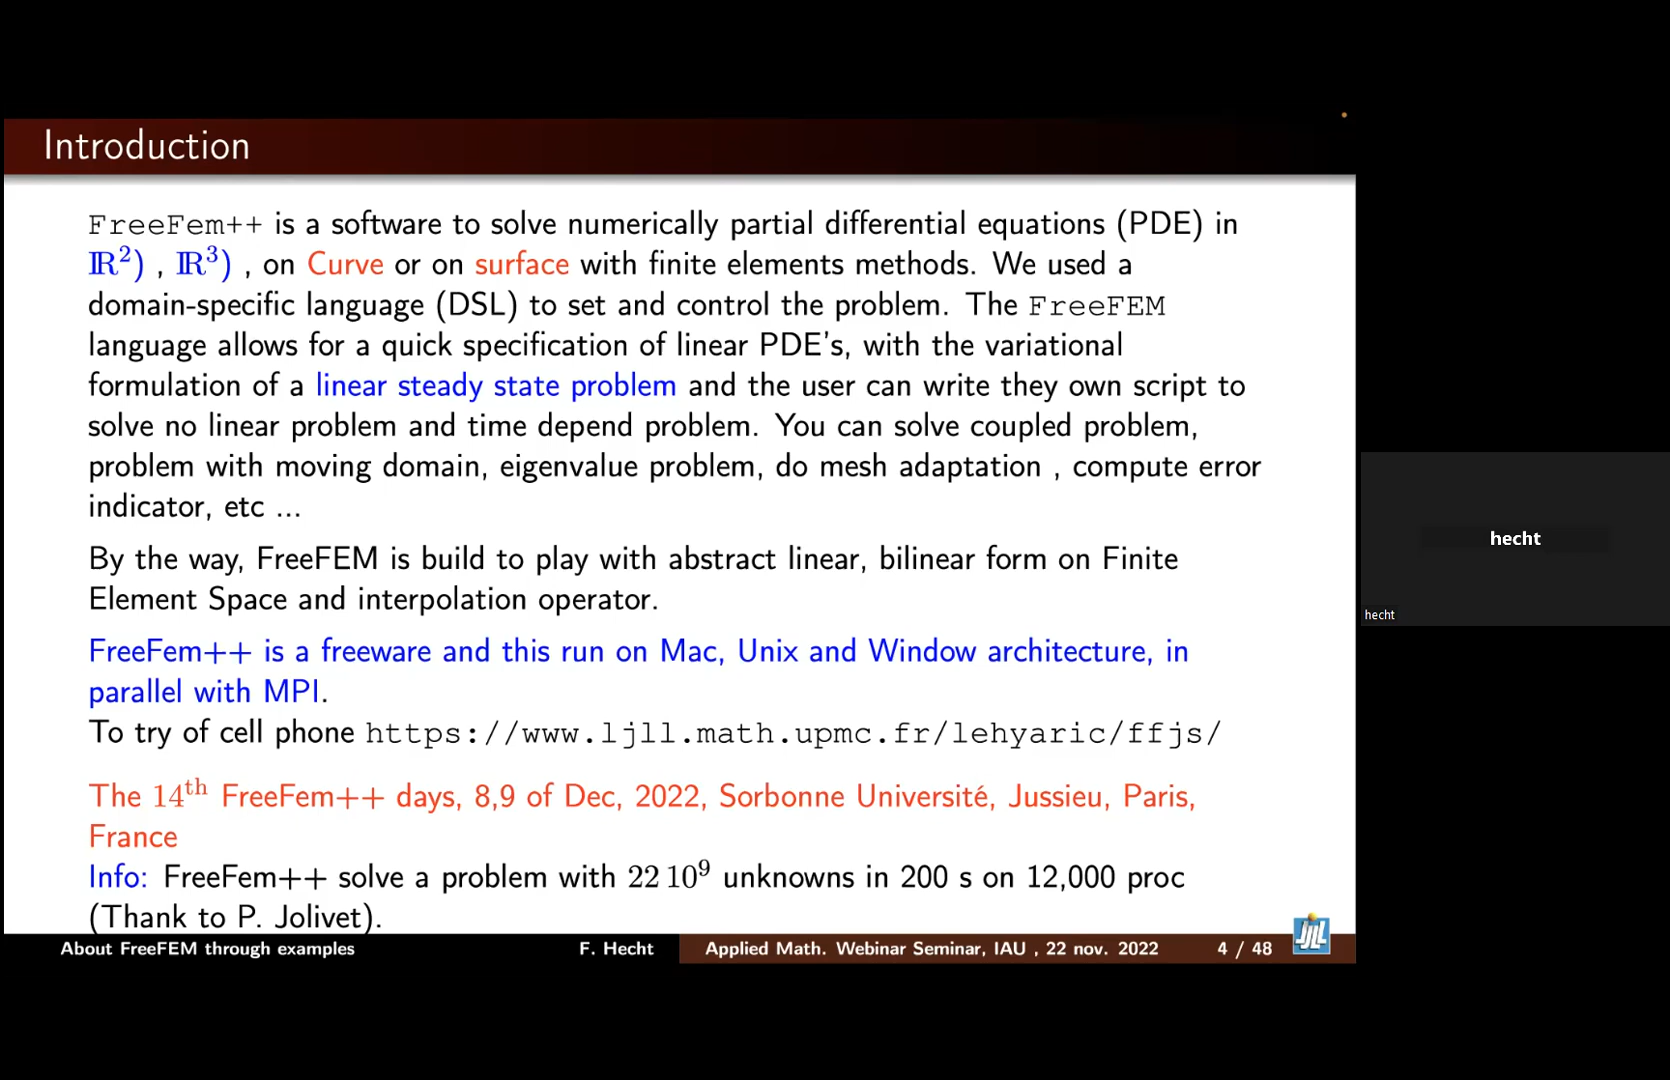 Introduction
FreeFem++ is a software to solve numerically partial differential equations (PDE) in
ℝ²) , ℝ³) , on Curve or on surface with finite elements methods. We used a
domain-specific language (DSL) to set and control the problem. The FreeFEM
language allows for a quick specification of linear PDE's, with the variational
formulation of a linear steady state problem and the user can write they own script to
solve no linear problem and time depend problem. You can solve coupled problem,
problem with moving domain, eigenvalue problem, do mesh adaptation , compute error
indicator, etc ...
By the way, FreeFEM is build to play with abstract linear, bilinear form on Finite
Element Space and interpolation operator.
FreeFem++ is a freeware and this run on Mac, Unix and Window architecture, in
parallel with MPI.
To try of cell phone https://www.ljll.math.upmc.fr/lehyaric/ffjs/
The 14th FreeFem++ days, 8,9 of Dec, 2022, Sorbonne Université, Jussieu, Paris,
France
Info: FreeFem++ solve a problem with 22 10⁹ unknowns in 200 s on 12,000 proc
(Thank to P. Jolivet).
About FreeFEM through examples F. Hecht Applied Math. Webinar Seminar, IAU , 22 nov. 2022 4 / 48
hecht
hecht